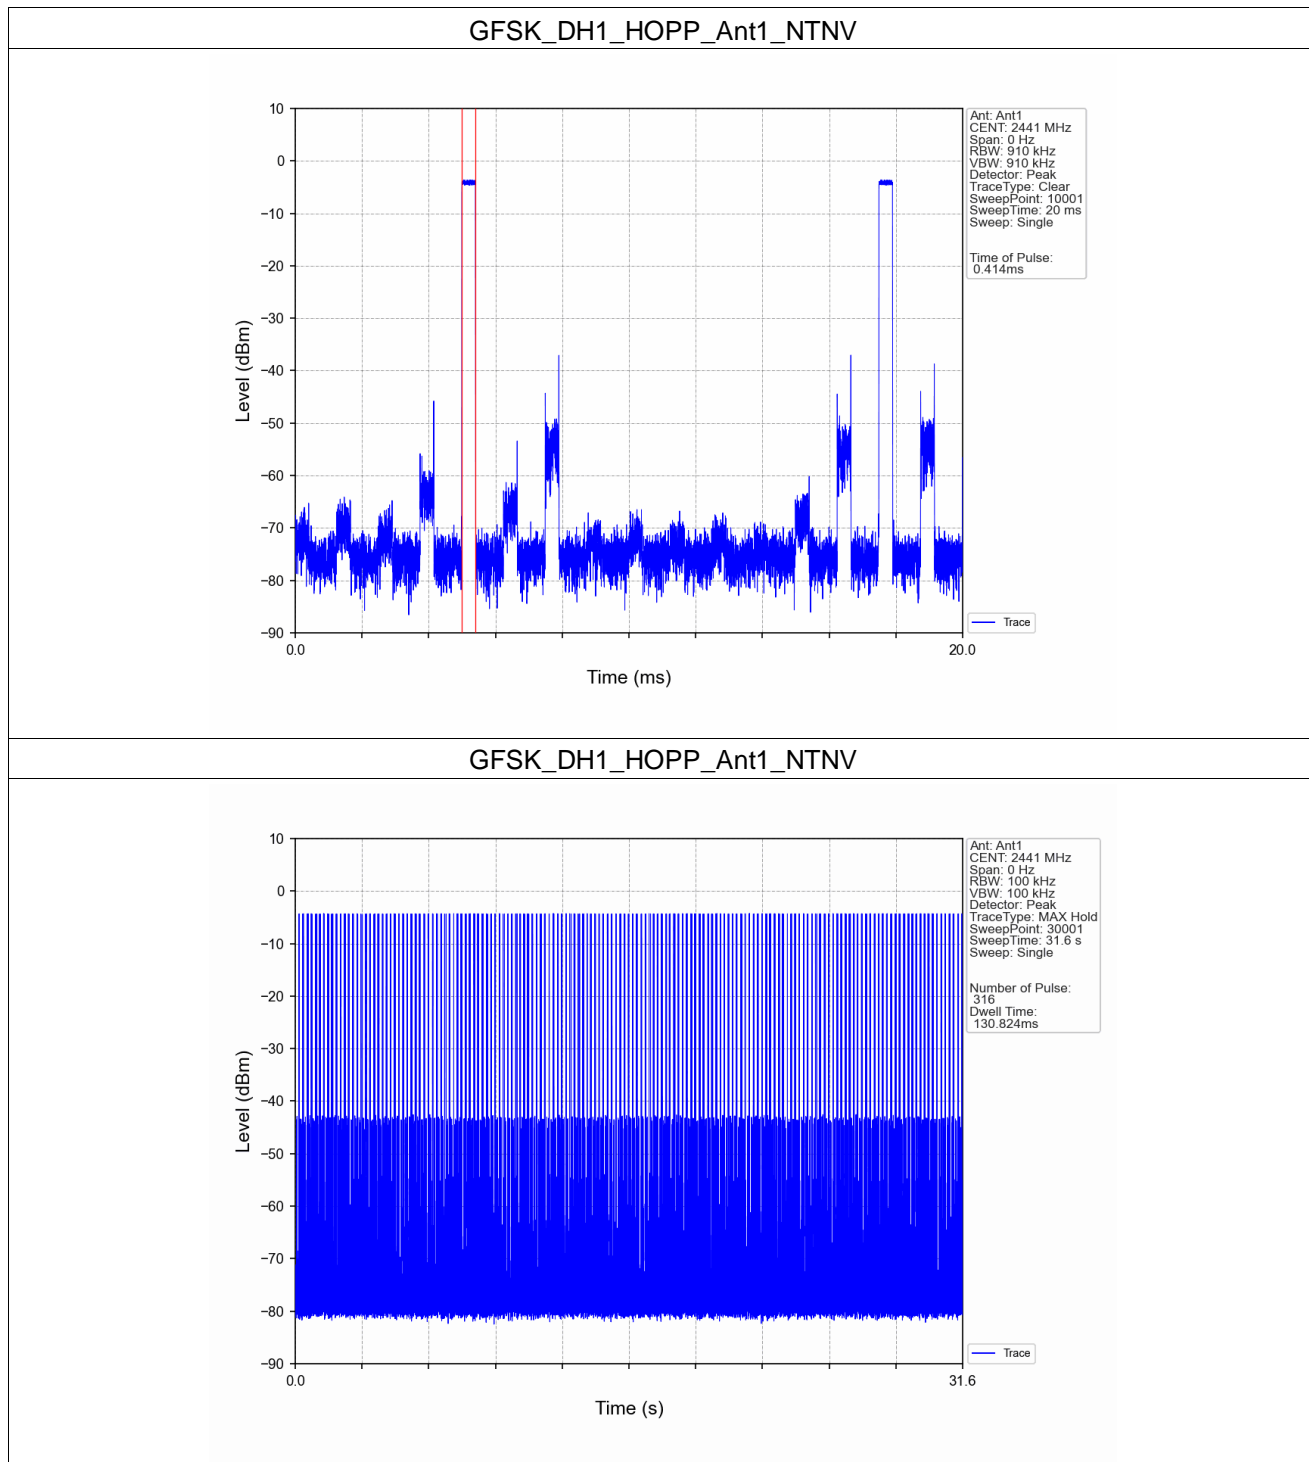 GFSK_DH1_HOPP_Ant1_NTNV
10
0
−10
−20
−30
−40
−50
−60
−70
−80
−90
Level (dBm)
0.0
20.0
Time (ms)
Ant: Ant1
CENT: 2441 MHz
Span: 0 Hz
RBW: 910 kHz
VBW: 910 kHz
Detector: Peak
TraceType: Clear
SweepPoint: 10001
SweepTime: 20 ms
Sweep: Single
Time of Pulse:
0.414ms
Trace
GFSK_DH1_HOPP_Ant1_NTNV
10
0
−10
−20
−30
−40
−50
−60
−70
−80
−90
Level (dBm)
0.0
31.6
Time (s)
Ant: Ant1
CENT: 2441 MHz
Span: 0 Hz
RBW: 100 kHz
VBW: 100 kHz
Detector: Peak
TraceType: MAX Hold
SweepPoint: 30001
SweepTime: 31.6 s
Sweep: Single
Number of Pulse:
316
Dwell Time:
130.824ms
Trace